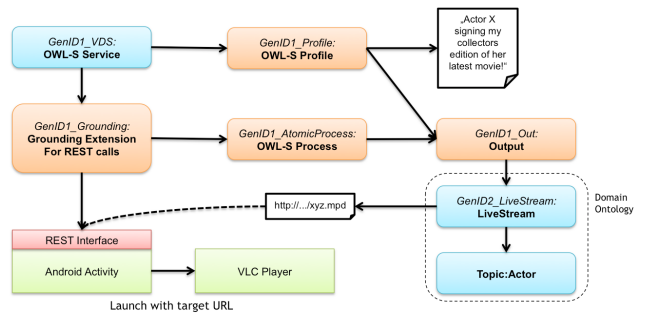 GenID1_VDS:
OWL-S Service
GenID1_Profile:
OWL-S Profile
„Actor X
signing my
collectors
edition of her
latest movie!“
GenID1_Grounding:
Grounding Extension
For REST calls
GenID1_AtomicProcess:
OWL-S Process
GenID1_Out:
Output
http://.../xyz.mpd
GenID2_LiveStream:
LiveStream
Domain
Ontology
REST Interface
Android Activity
VLC Player
Topic:Actor
Launch with target URL